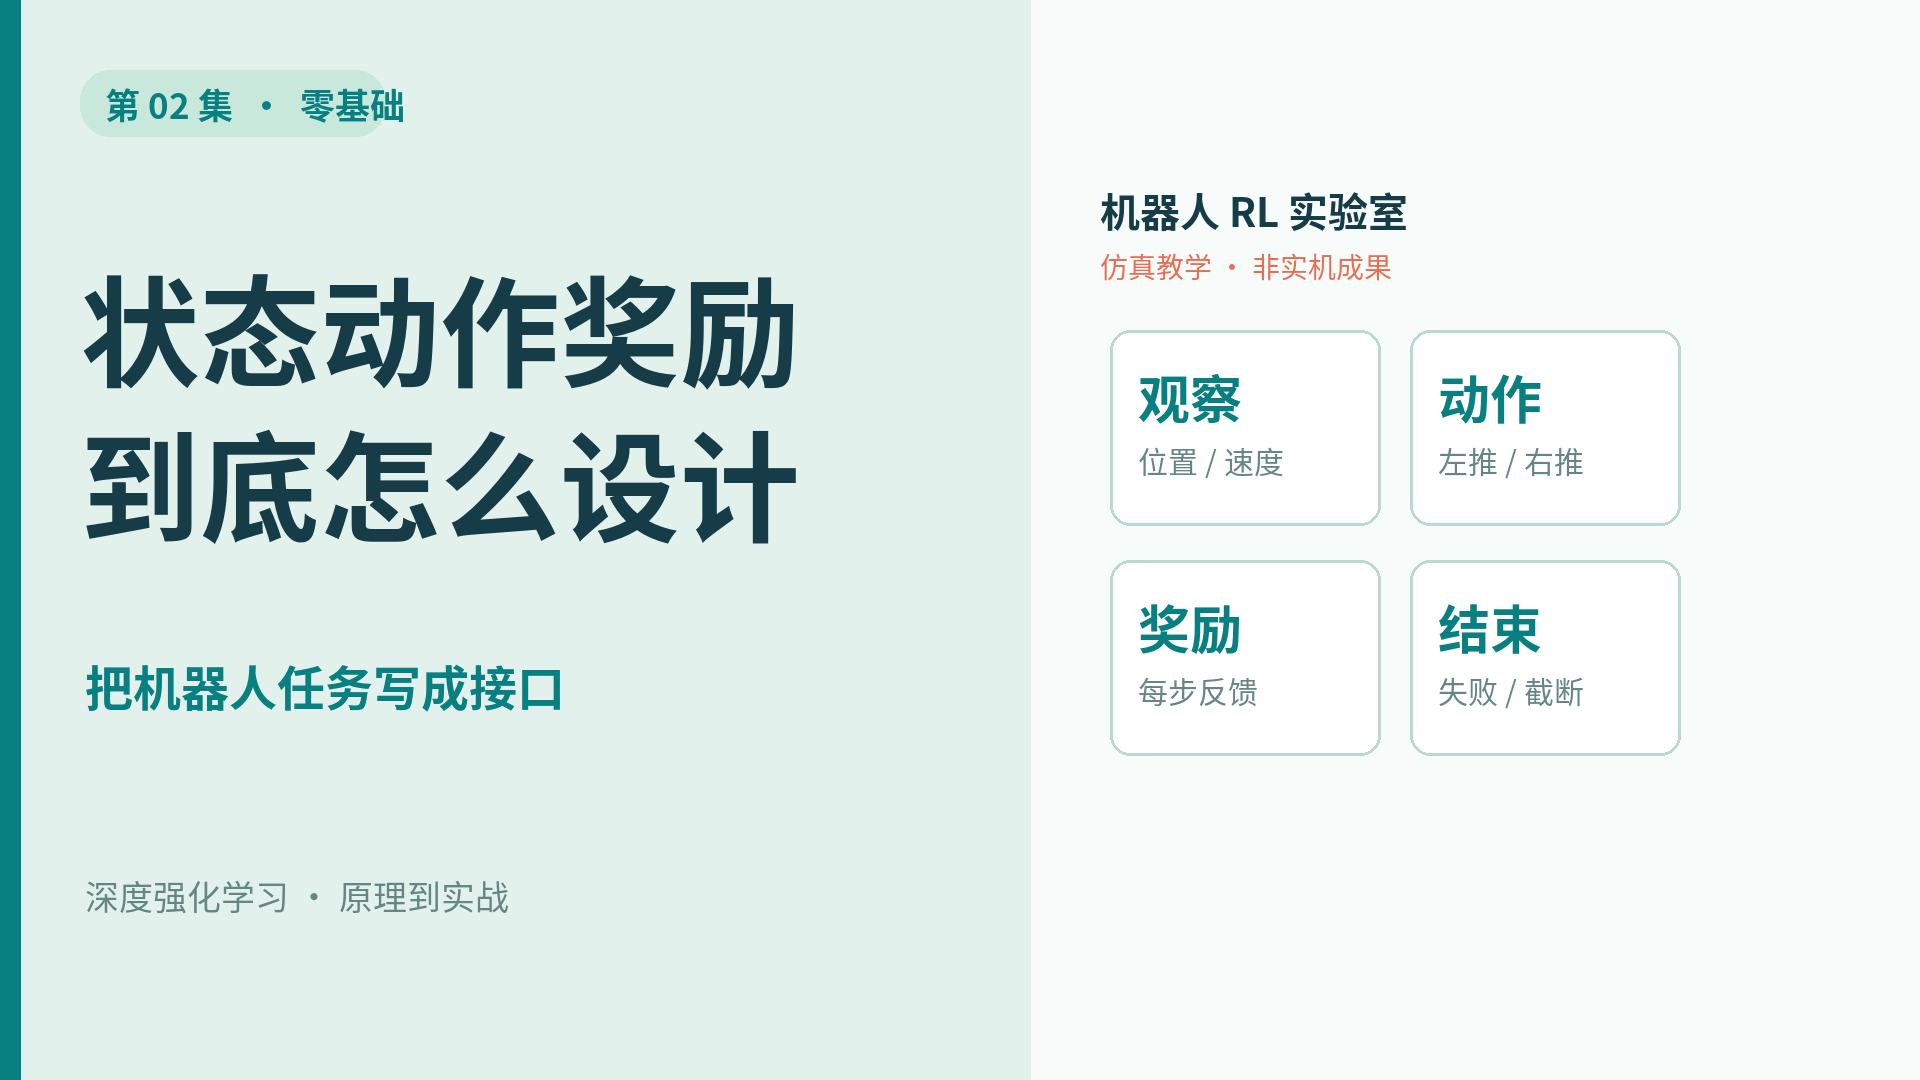 第 02 集 · 零基础
状态动作奖励
到底怎么设计
把机器人任务写成接口
深度强化学习 · 原理到实战
机器人 RL 实验室
仿真教学 · 非实机成果
观察
位置 / 速度
动作
左推 / 右推
奖励
每步反馈
结束
失败 / 截断